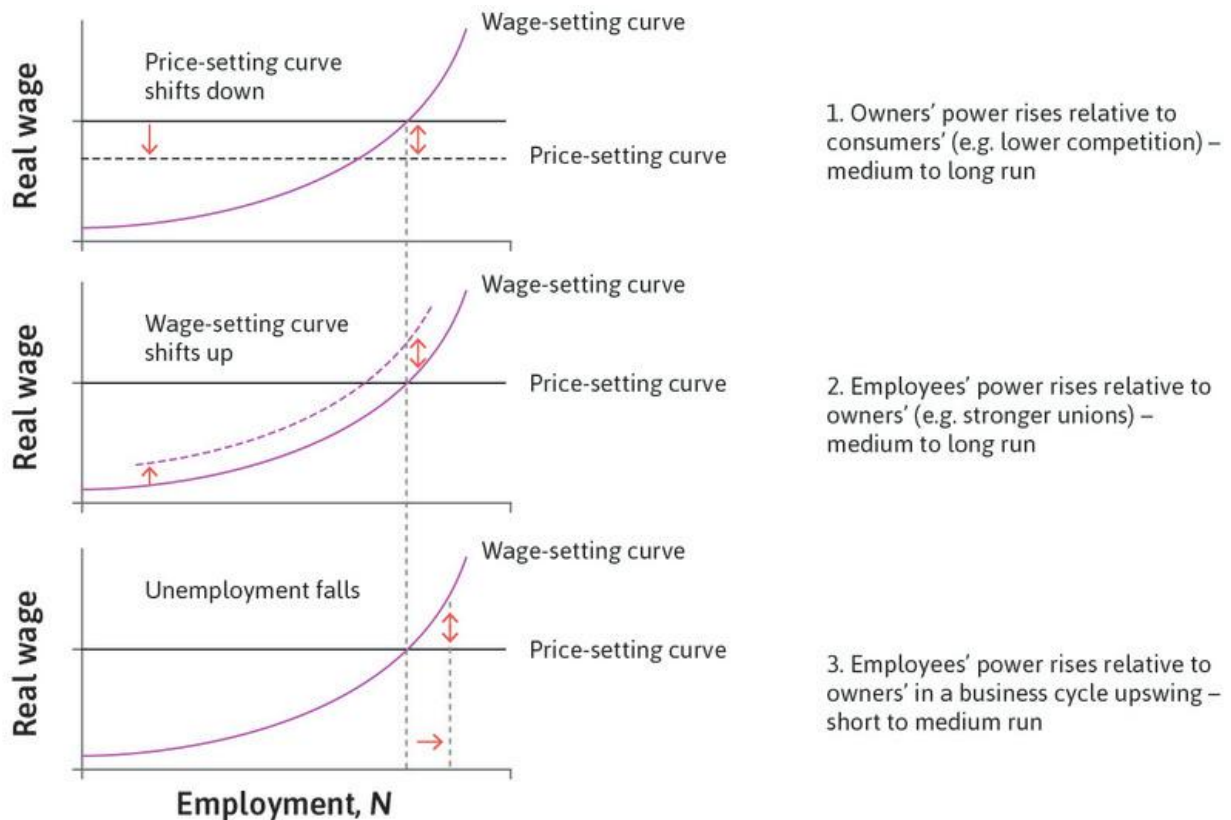 Real wage
Price-setting curve
shifts down
Wage-setting curve
Price-setting curve
1. Owners’ power rises relative to
consumers’ (e.g. lower competition) –
medium to long run
Real wage
Wage-setting curve
shifts up
Wage-setting curve
Price-setting curve
2. Employees’ power rises relative to
owners’ (e.g. stronger unions) –
medium to long run
Real wage
Unemployment falls
Wage-setting curve
Price-setting curve
3. Employees’ power rises relative to
owners’ in a business cycle upswing –
short to medium run
Employment, N